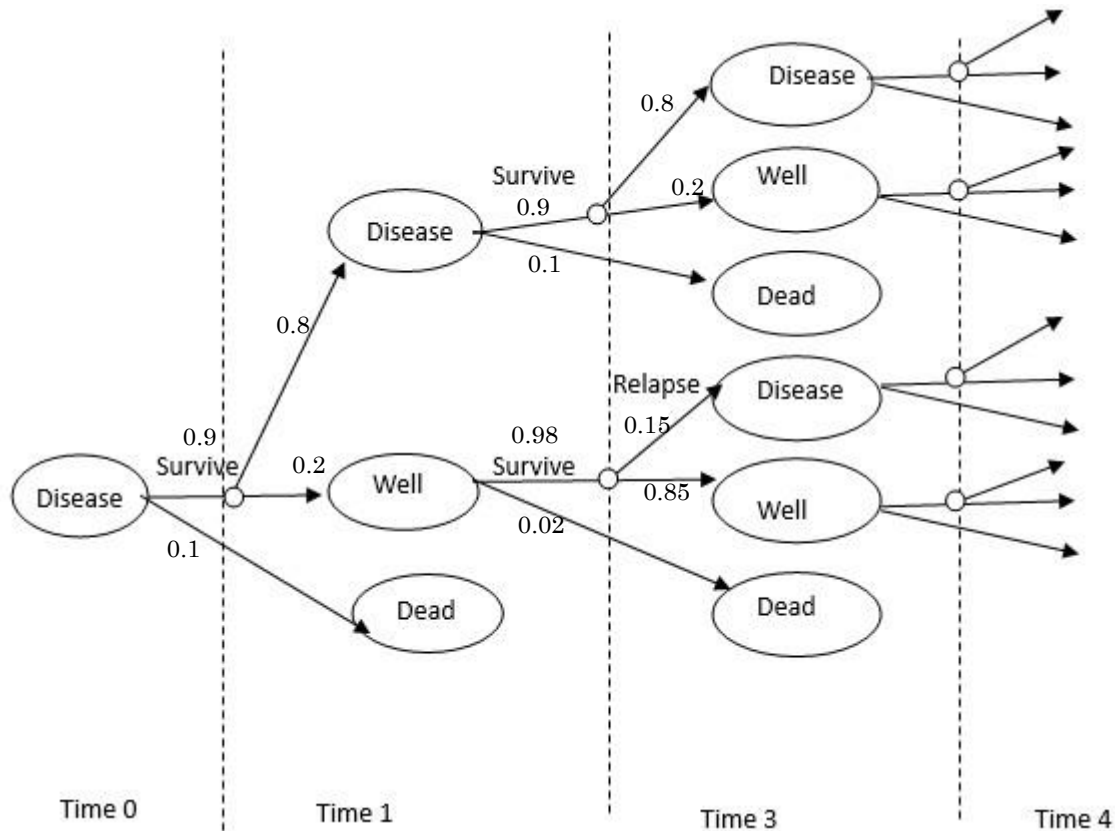 Disease
0.8
Survive
Well
0.9
0.2
Disease
0.1
Dead
0.8
Relapse
Disease
0.15
0.9
0.98
Survive
0.2
Well
Survive
0.85
Disease
Well
0.02
0.1
Dead
Dead
Time 0
Time 1
Time 3
Time 4